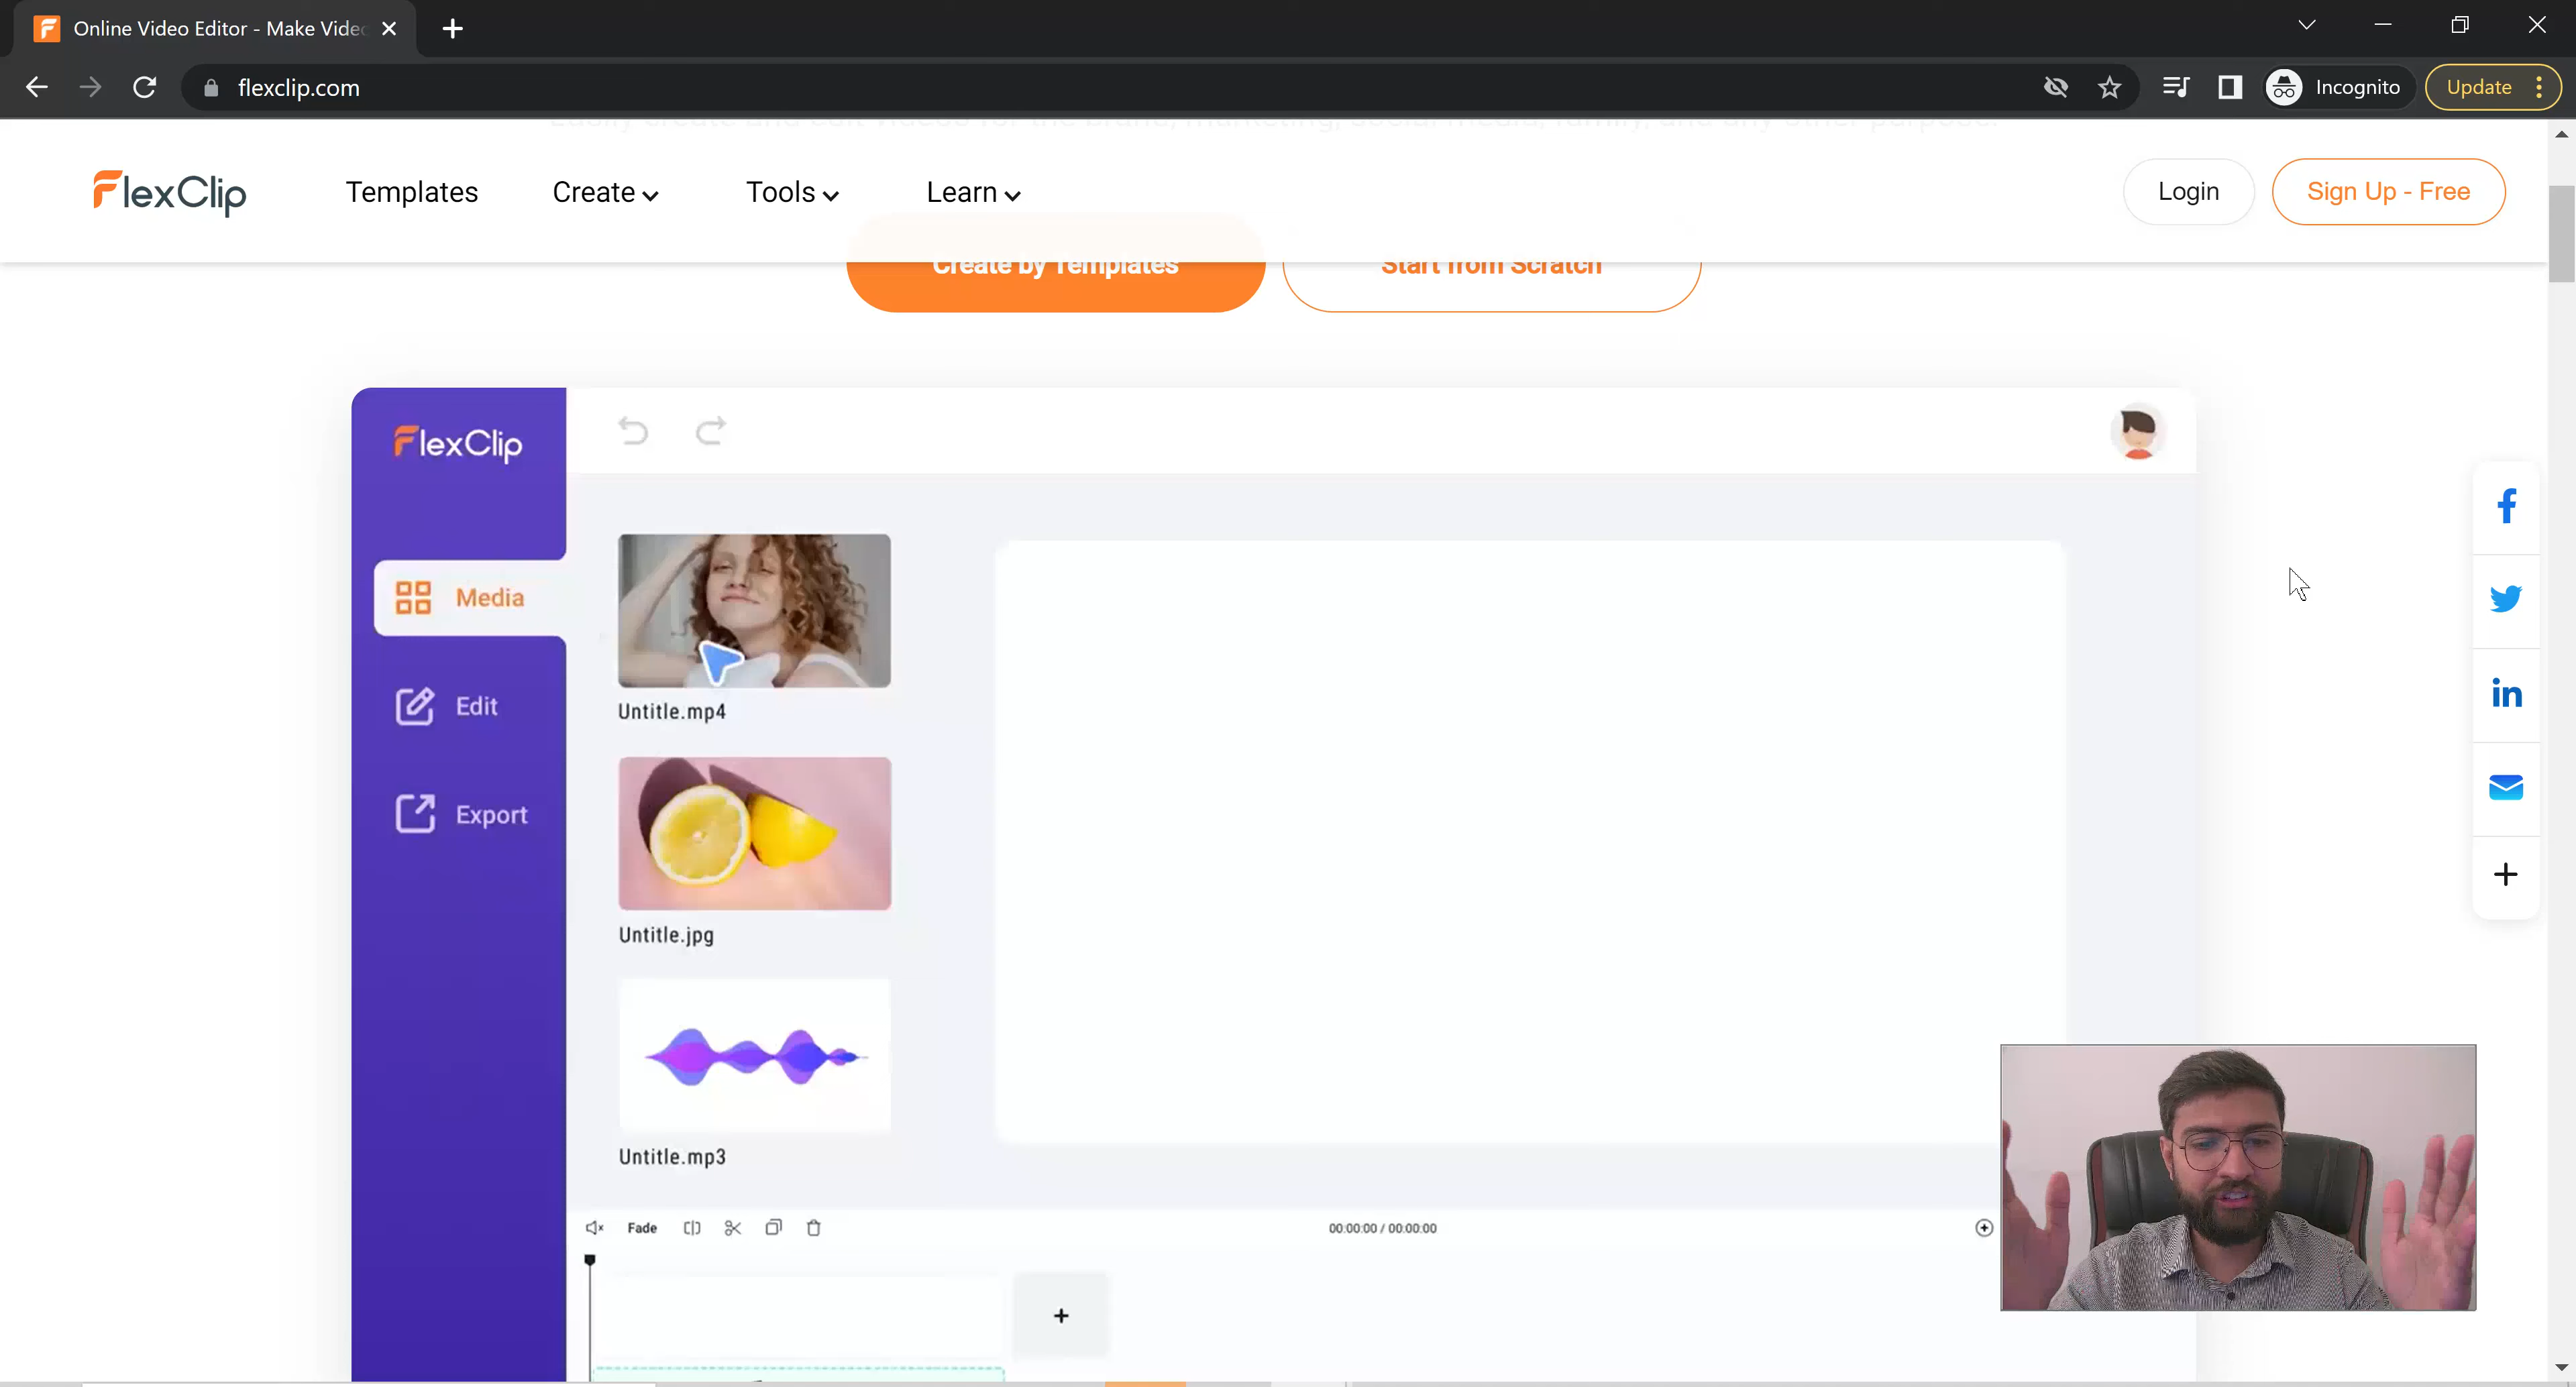 Online Video Editor - Make Vide
flexclip.com
Incognito
Update
FlexClip
Templates
Create
Tools
Learn
Login
Sign Up - Free
Create by Templates
Start from Scratch
FlexClip
Media
Edit
Export
Untitle.mp4
Untitle.jpg
Untitle.mp3
Fade
00:00:00 / 00:00:00